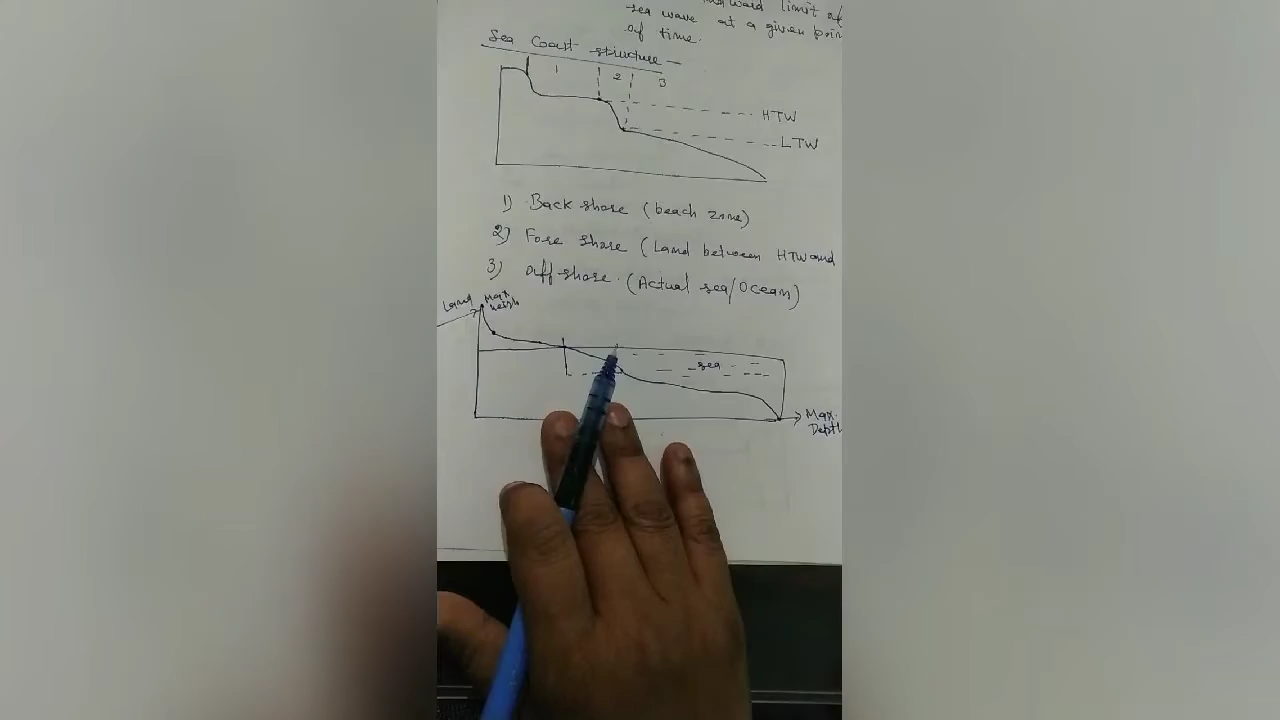 limit of
sea wave at a given poin
of time.
Sea Coast structure —
1 2 3
HTW
LTW
1) Back shore (beach zone)
2) Fore shore (Land between HTW and
3) Off shore. (Actual sea/Ocean)
Land
Max.
sea
Max.
Depth